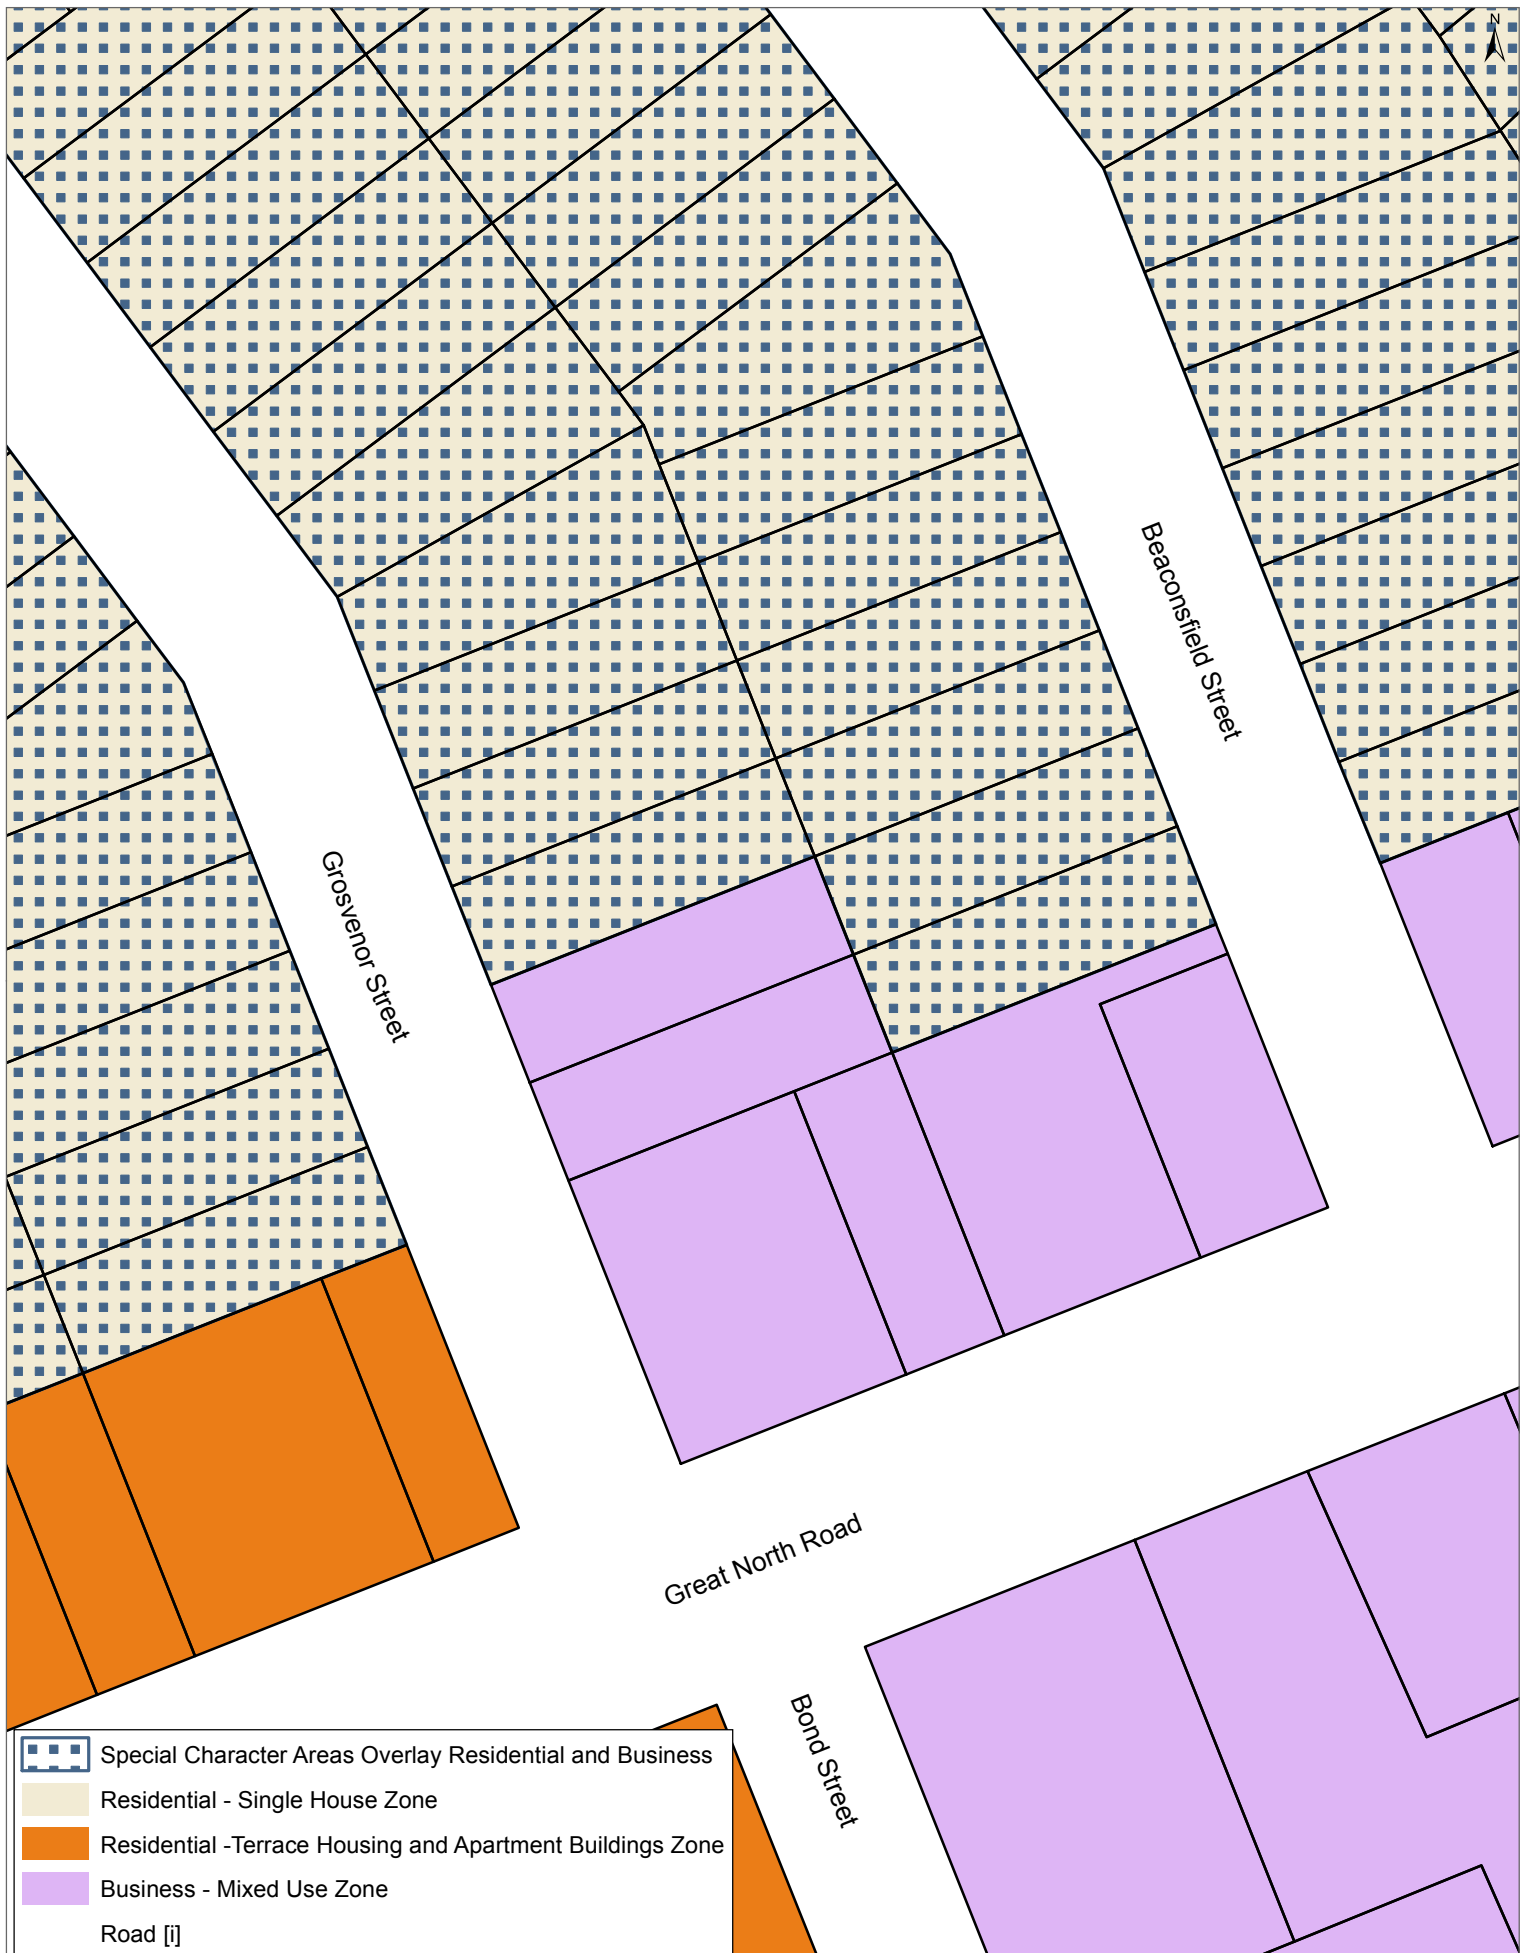 N
Beaconsfield Street
Grosvenor Street
Great North Road
Bond Street
Special Character Areas Overlay Residential and Business
Residential - Single House Zone
Residential -Terrace Housing and Apartment Buildings Zone
Business - Mixed Use Zone
Road [i]